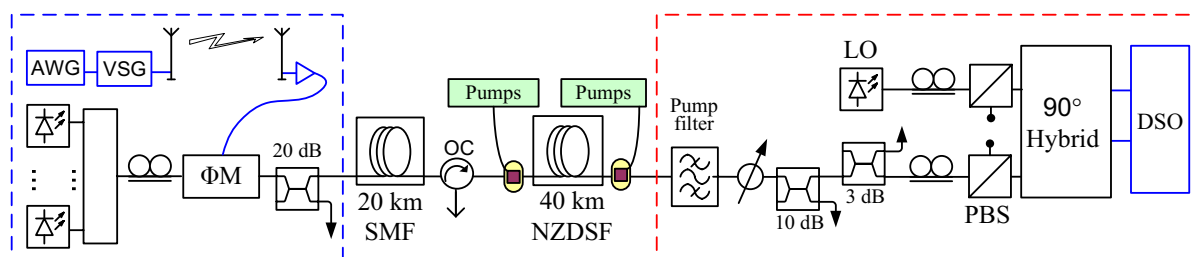 AWG
VSG
ΦM
20 dB
20 km
SMF
OC
Pumps
Pumps
40 km
NZDSF
Pump
filter
10 dB
3 dB
LO
PBS
90°
Hybrid
DSO